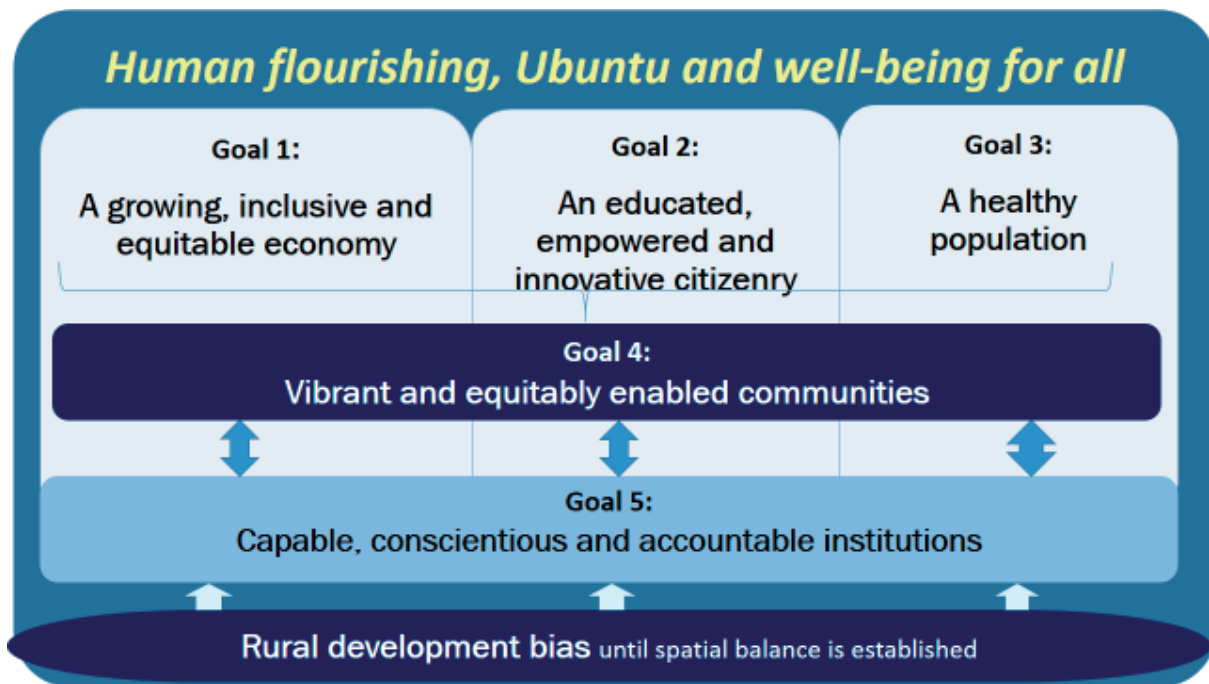 Human flourishing, Ubuntu and well-being for all
Goal 1:
A growing, inclusive and
equitable economy
Goal 2:
An educated,
empowered and
innovative citizenry
Goal 3:
A healthy
population
Goal 4:
Vibrant and equitably enabled communities
Goal 5:
Capable, conscientious and accountable institutions
Rural development bias until spatial balance is established